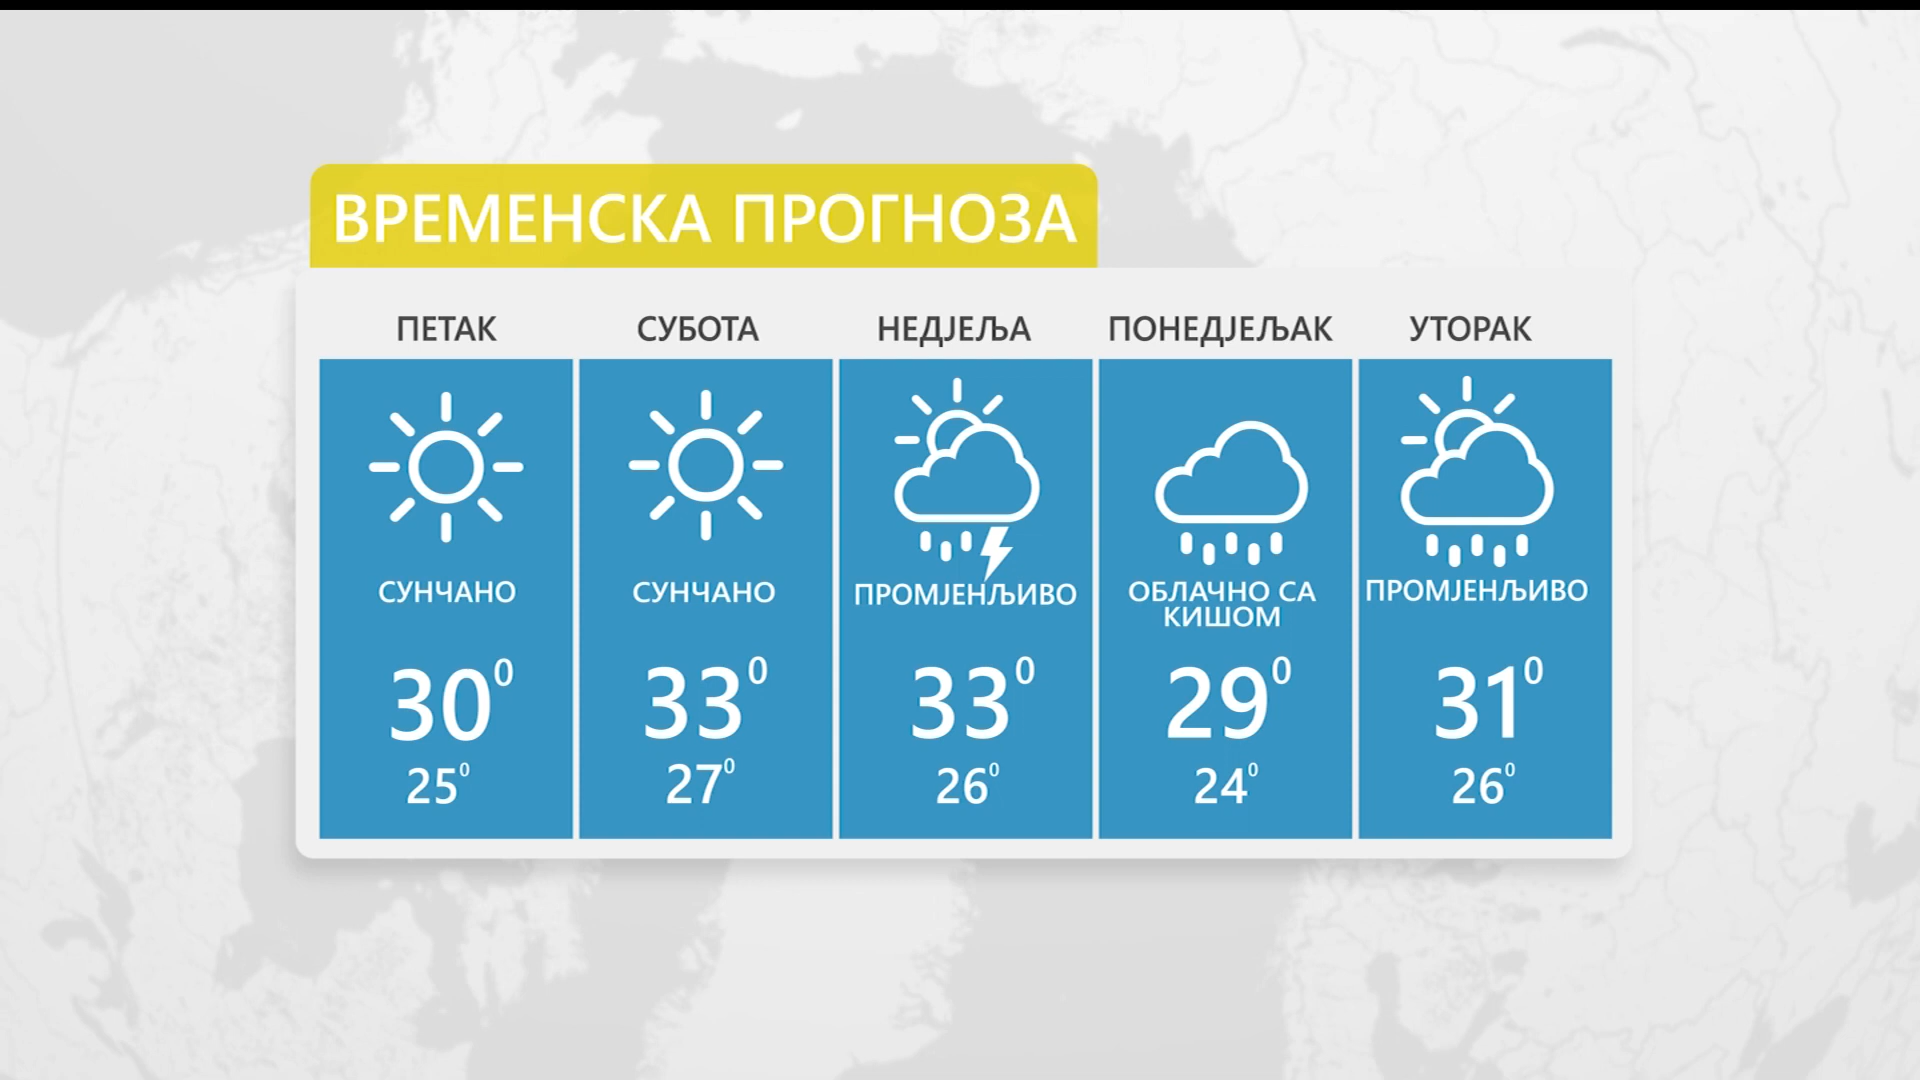 ВРЕМЕНСКА ПРОГНОЗА
ПЕТАК
СУНЧАНО
30⁰
25⁰
СУБОТА
СУНЧАНО
33⁰
27⁰
НЕДЈЕЉА
ПРОМЈЕНЉИВО
33⁰
26⁰
ПОНЕДЈЕЉАК
ОБЛАЧНО СА
КИШОМ
29⁰
24⁰
УТОРАК
ПРОМЈЕНЉИВО
31⁰
26⁰